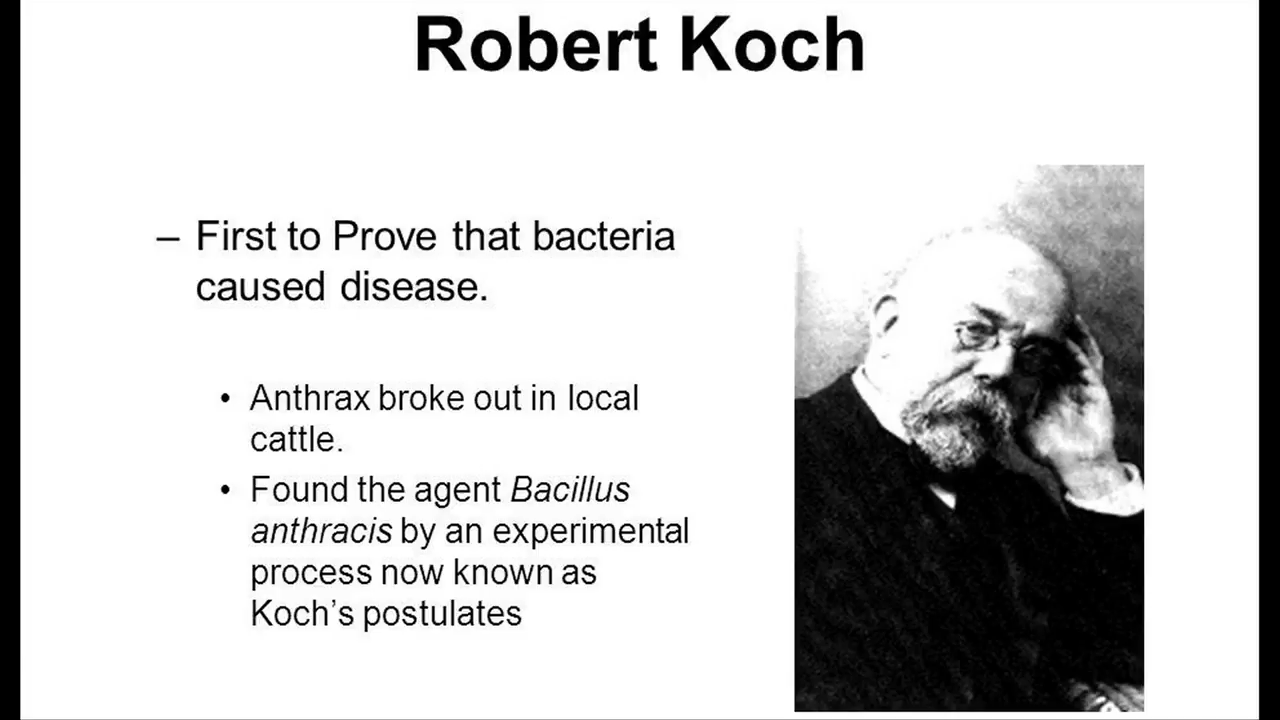 Robert Koch
– First to Prove that bacteria
caused disease.
• Anthrax broke out in local
cattle.
• Found the agent Bacillus
anthracis by an experimental
process now known as
Koch’s postulates